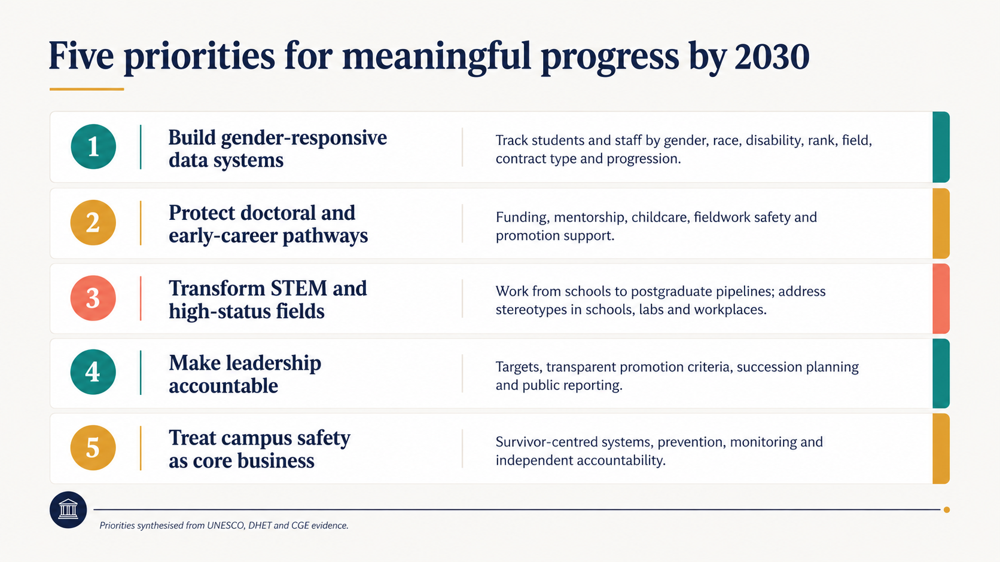 Five priorities for meaningful progress by 2030
1
Build gender-responsive
data systems
Track students and staff by gender, race, disability, rank, field,
contract type and progression.
2
Protect doctoral and
early-career pathways
Funding, mentorship, childcare, fieldwork safety and
promotion support.
3
Transform STEM and
high-status fields
Work from schools to postgraduate pipelines; address
stereotypes in schools, labs and workplaces.
4
Make leadership
accountable
Targets, transparent promotion criteria, succession planning
and public reporting.
5
Treat campus safety
as core business
Survivor-centred systems, prevention, monitoring and
independent accountability.
Priorities synthesised from UNESCO, DHET and CGE evidence.